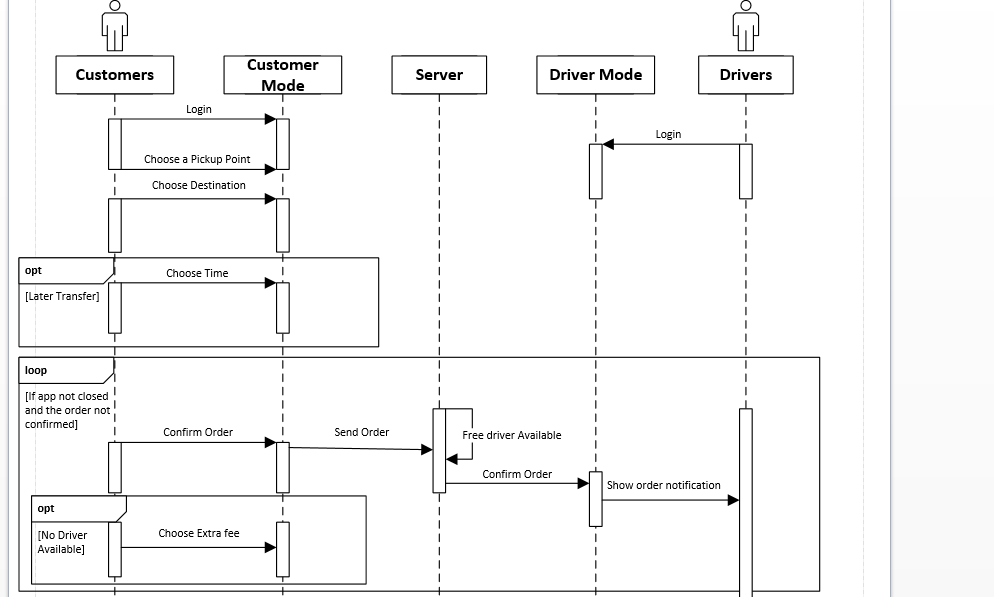 Customers
Customer
Mode
Server
Driver Mode
Drivers
Login
Login
Choose a Pickup Point
Choose Destination
opt
Choose Time
[Later Transfer]
loop
[If app not closed
and the order not
confirmed]
Confirm Order
Send Order
Free driver Available
Confirm Order
Show order notification
opt
[No Driver
Available]
Choose Extra fee